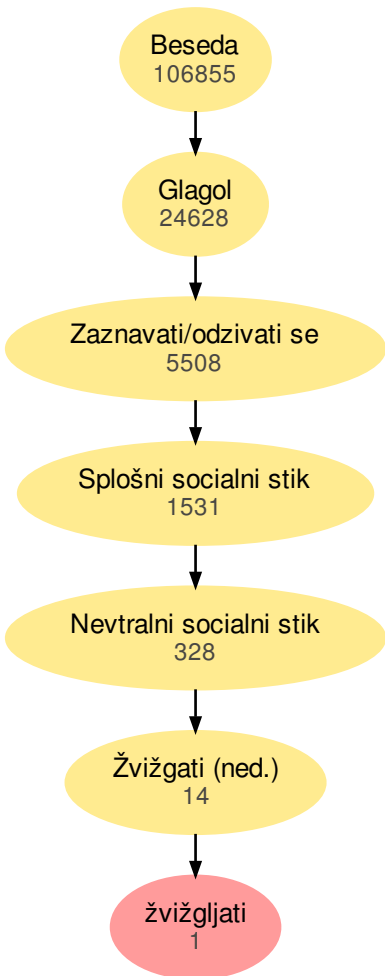 Beseda
106855
Glagol
24628
Zaznavati/odzivati se
5508
Splošni socialni stik
1531
Nevtralni socialni stik
328
Žvižgati (ned.)
14
žvižgljati
1